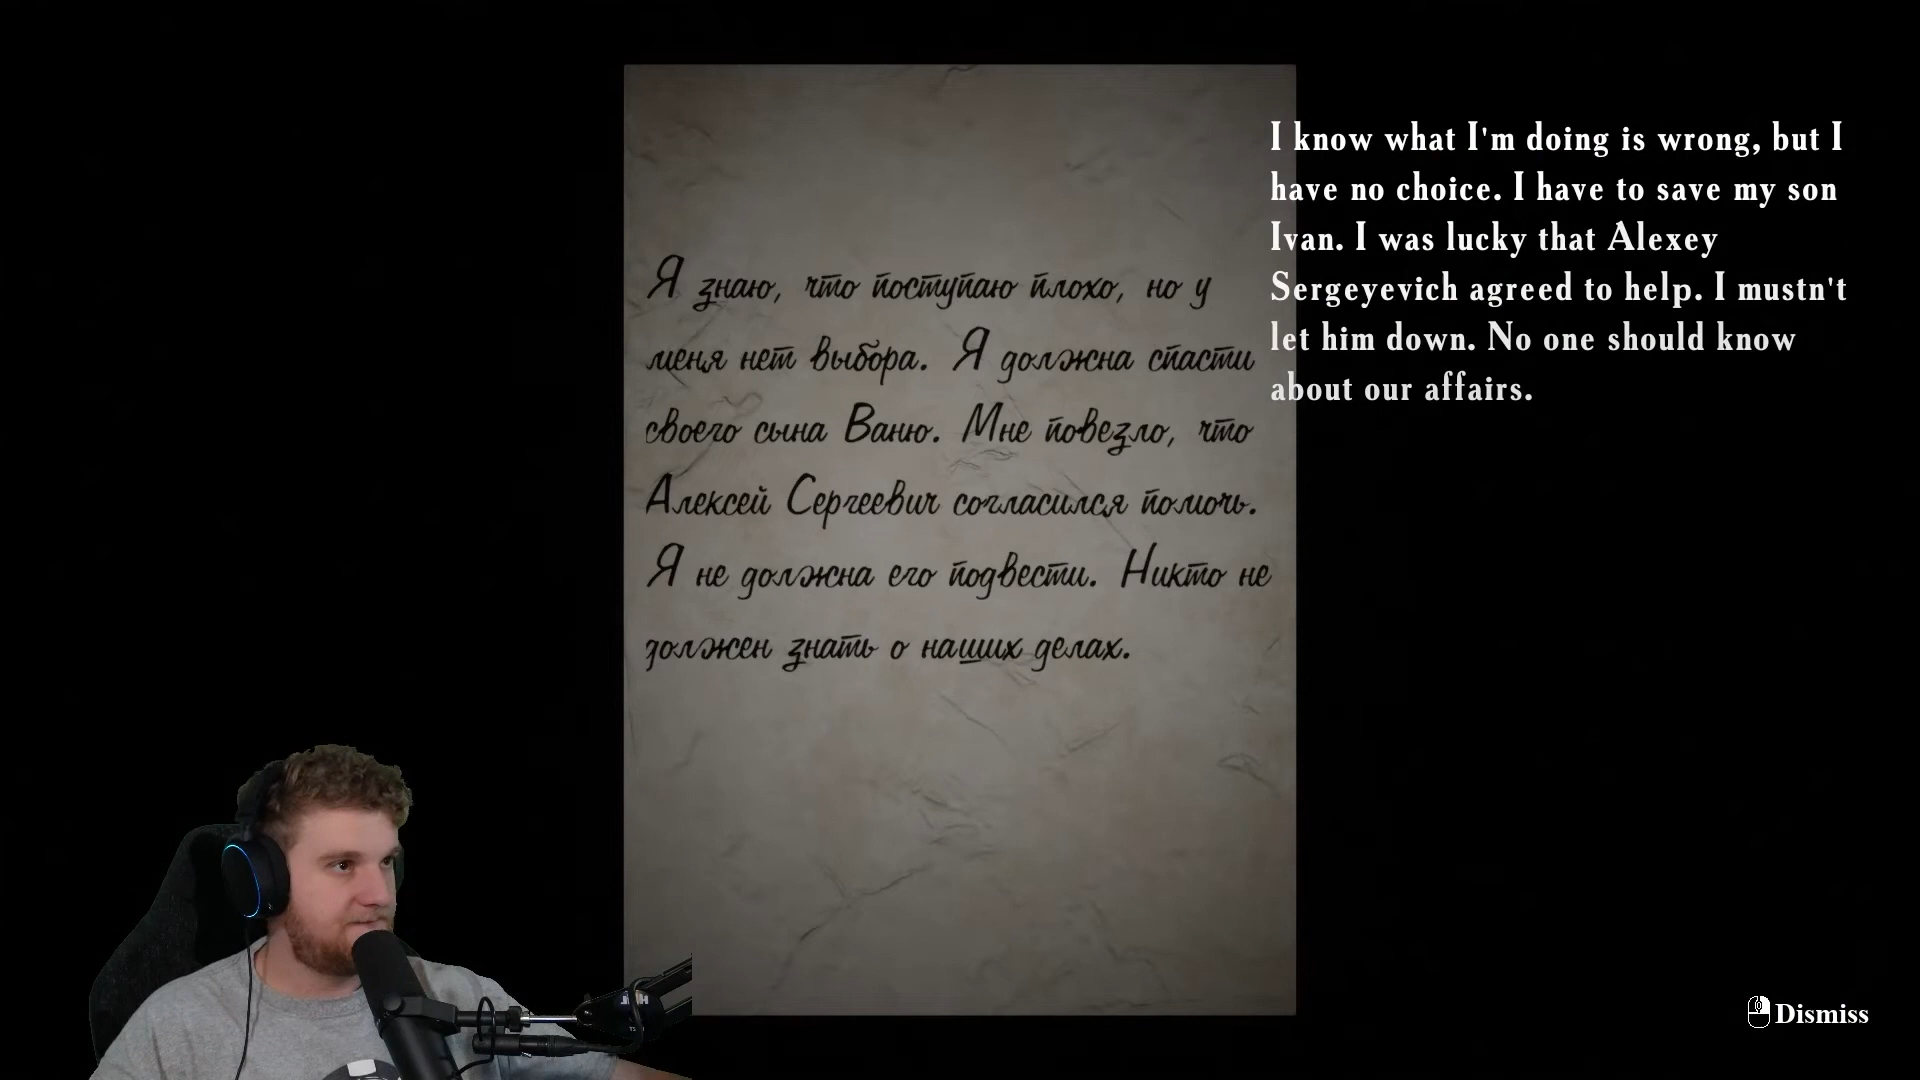 Я знаю, что поступаю плохо, но у
меня нет выбора. Я должна спасти
своего сына Ваню. Мне повезло, что
Алексей Сергеевич согласился помочь.
Я не должна его подвести. Никто не
должен знать о наших делах.
I know what I'm doing is wrong, but I
have no choice. I have to save my son
Ivan. I was lucky that Alexey
Sergeyevich agreed to help. I mustn't
let him down. No one should know
about our affairs.
Dismiss